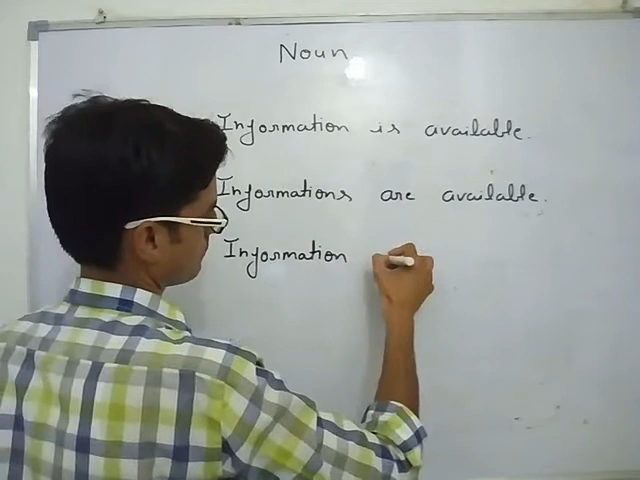 Noun
Information is available.
Informations are available.
Information